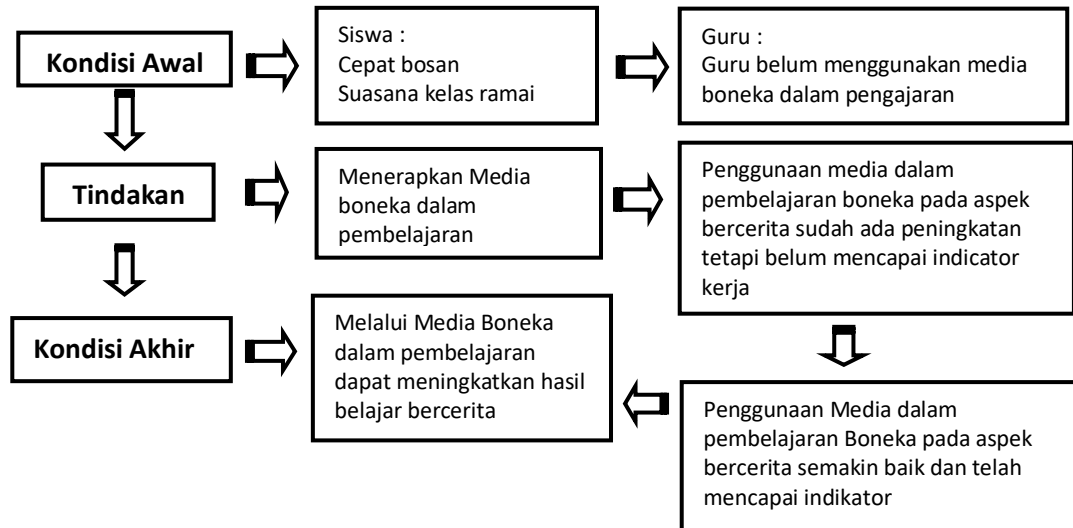 Kondisi Awal
Siswa :
Cepat bosan
Suasana kelas ramai
Guru :
Guru belum menggunakan media
boneka dalam pengajaran
Tindakan
Menerapkan Media
boneka dalam
pembelajaran
Penggunaan media dalam
pembelajaran boneka pada aspek
bercerita sudah ada peningkatan
tetapi belum mencapai indicator
kerja
Kondisi Akhir
Melalui Media Boneka
dalam pembelajaran
dapat meningkatkan hasil
belajar bercerita
Penggunaan Media dalam
pembelajaran Boneka pada aspek
bercerita semakin baik dan telah
mencapai indikator